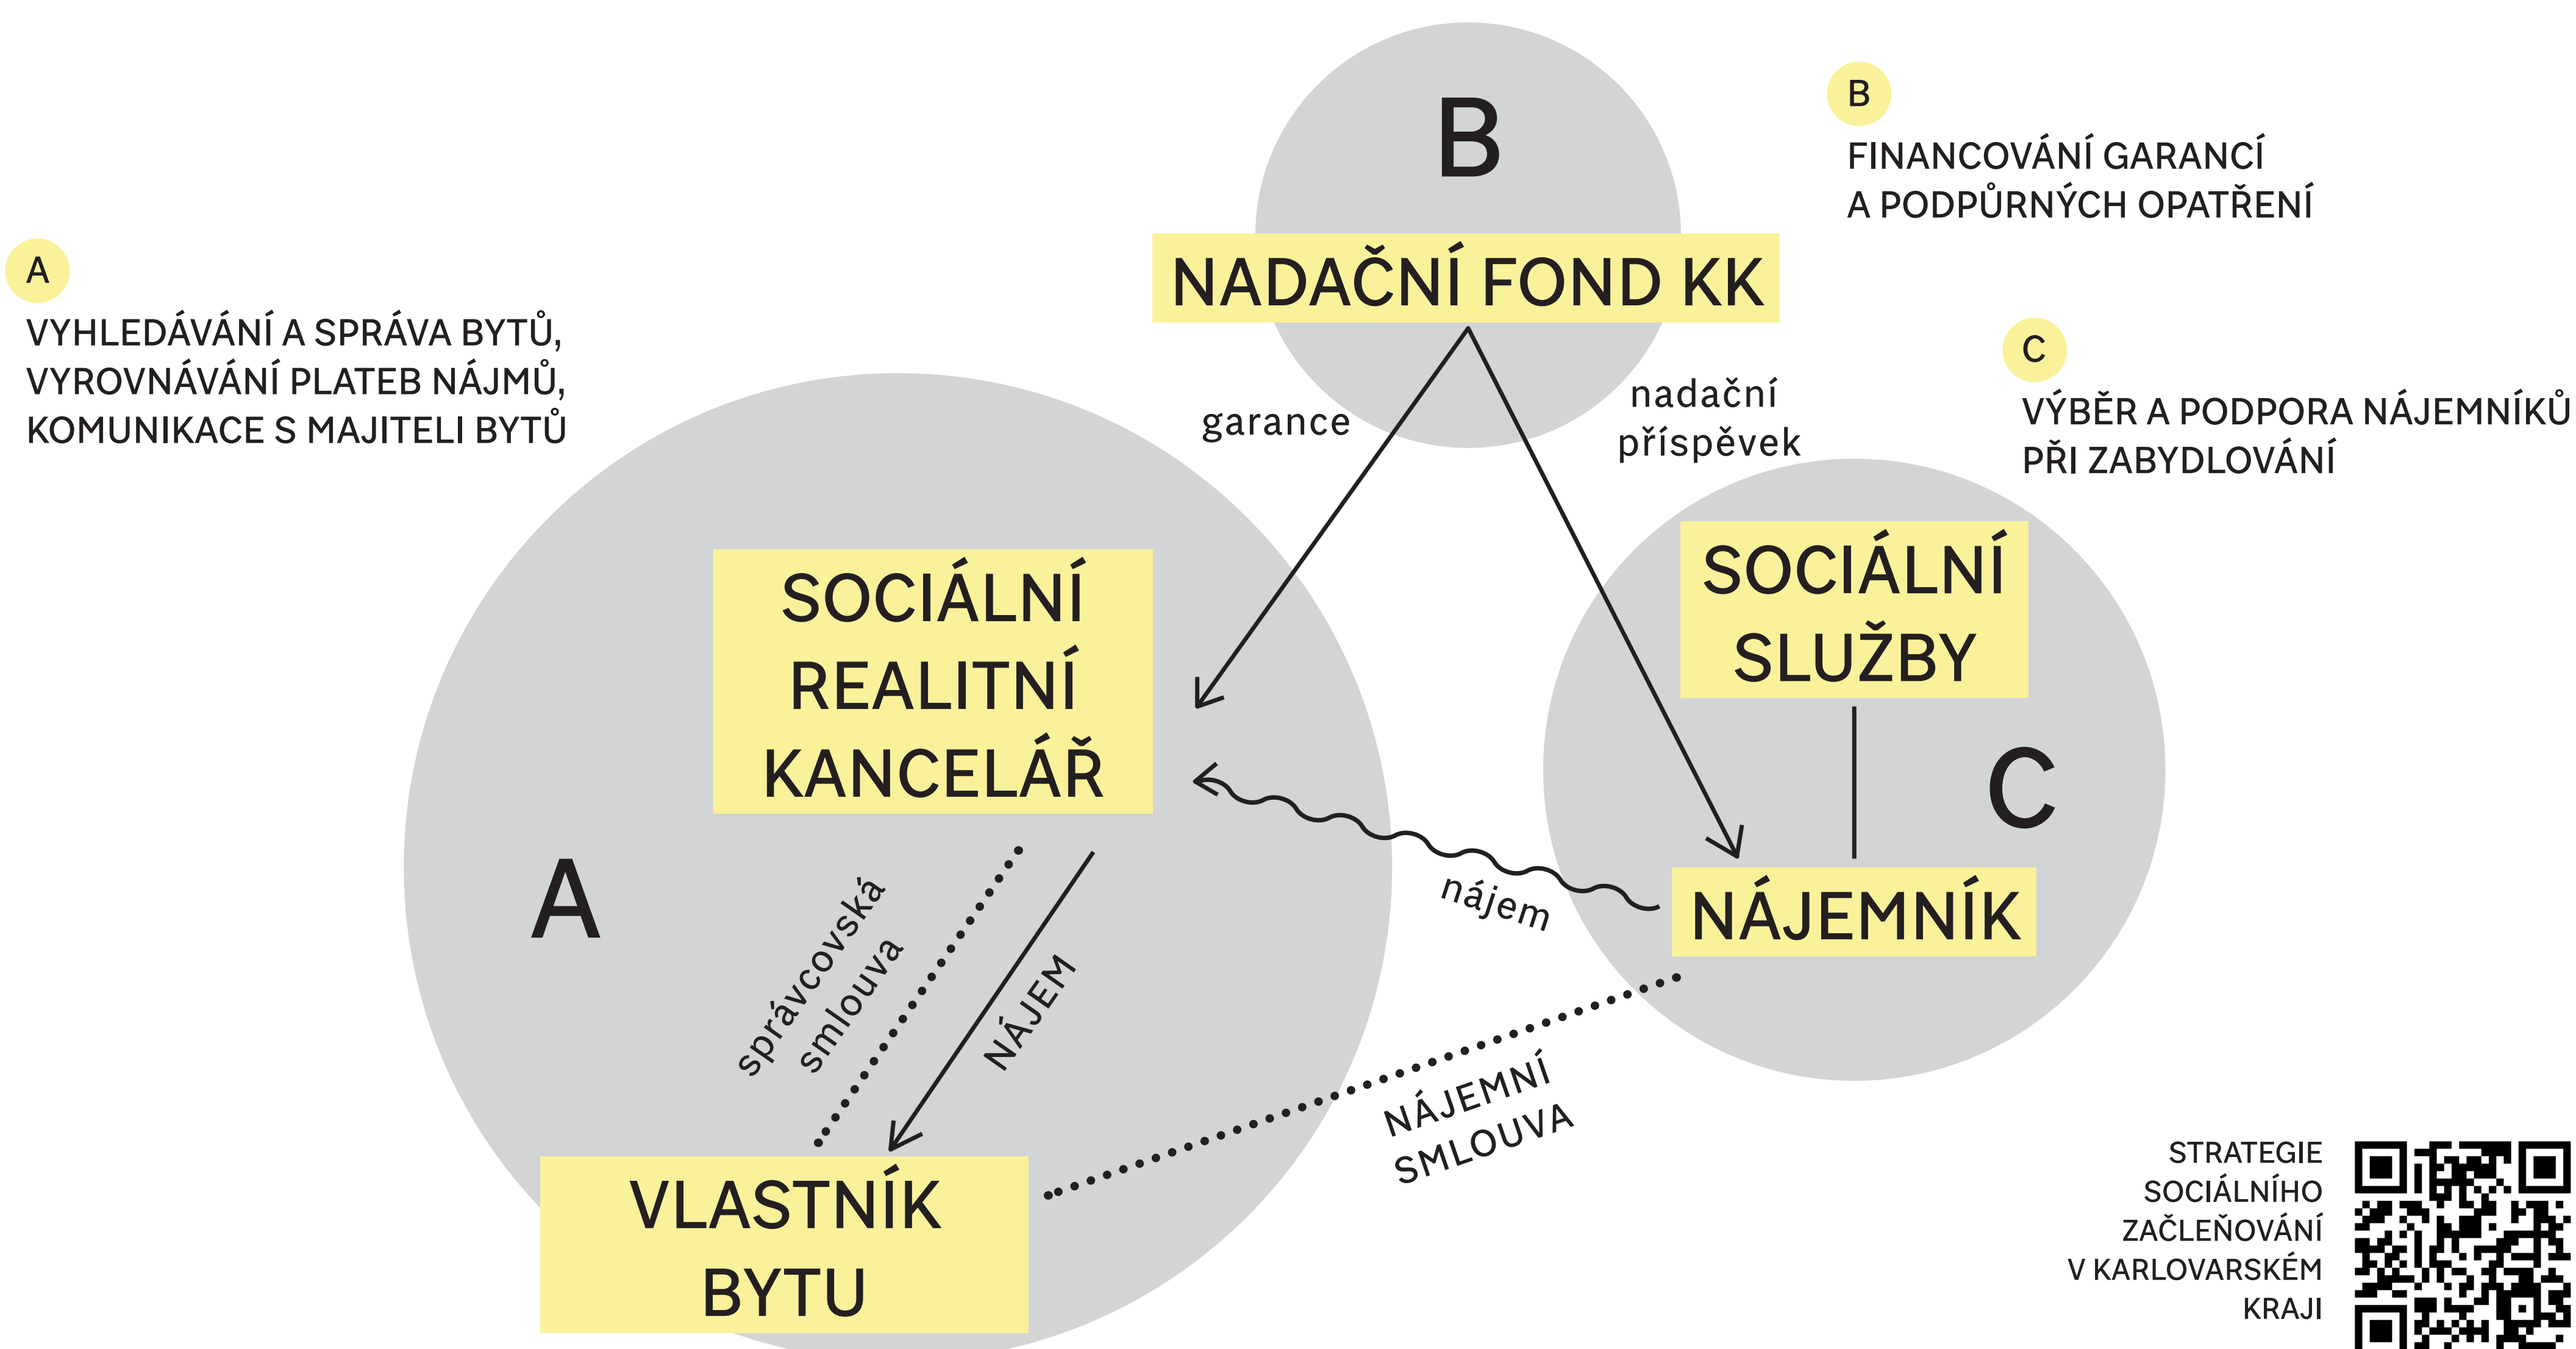 B
FINANCOVÁNÍ GARANCÍ
A PODPŮRNÝCH OPATŘENÍ
B
NADAČNÍ FOND KK
A
VYHLEDÁVÁNÍ A SPRÁVA BYTŮ,
VYROVNÁVÁNÍ PLATEB NÁJMŮ,
KOMUNIKACE S MAJITELI BYTŮ
C
VÝBĚR A PODPORA NÁJEMNÍKŮ
PŘI ZABYDLOVÁNÍ
garance
nadační
příspěvek
SOCIÁLNÍ
REALITNÍ
KANCELÁŘ
SOCIÁLNÍ
SLUŽBY
C
A
nájem
NÁJEMNÍK
správcovská
smlouva
NÁJEM
NÁJEMNÍ
SMLOUVA
VLASTNÍK
BYTU
STRATEGIE
SOCIÁLNÍHO
ZAČLEŇOVÁNÍ
V KARLOVARSKÉM
KRAJI